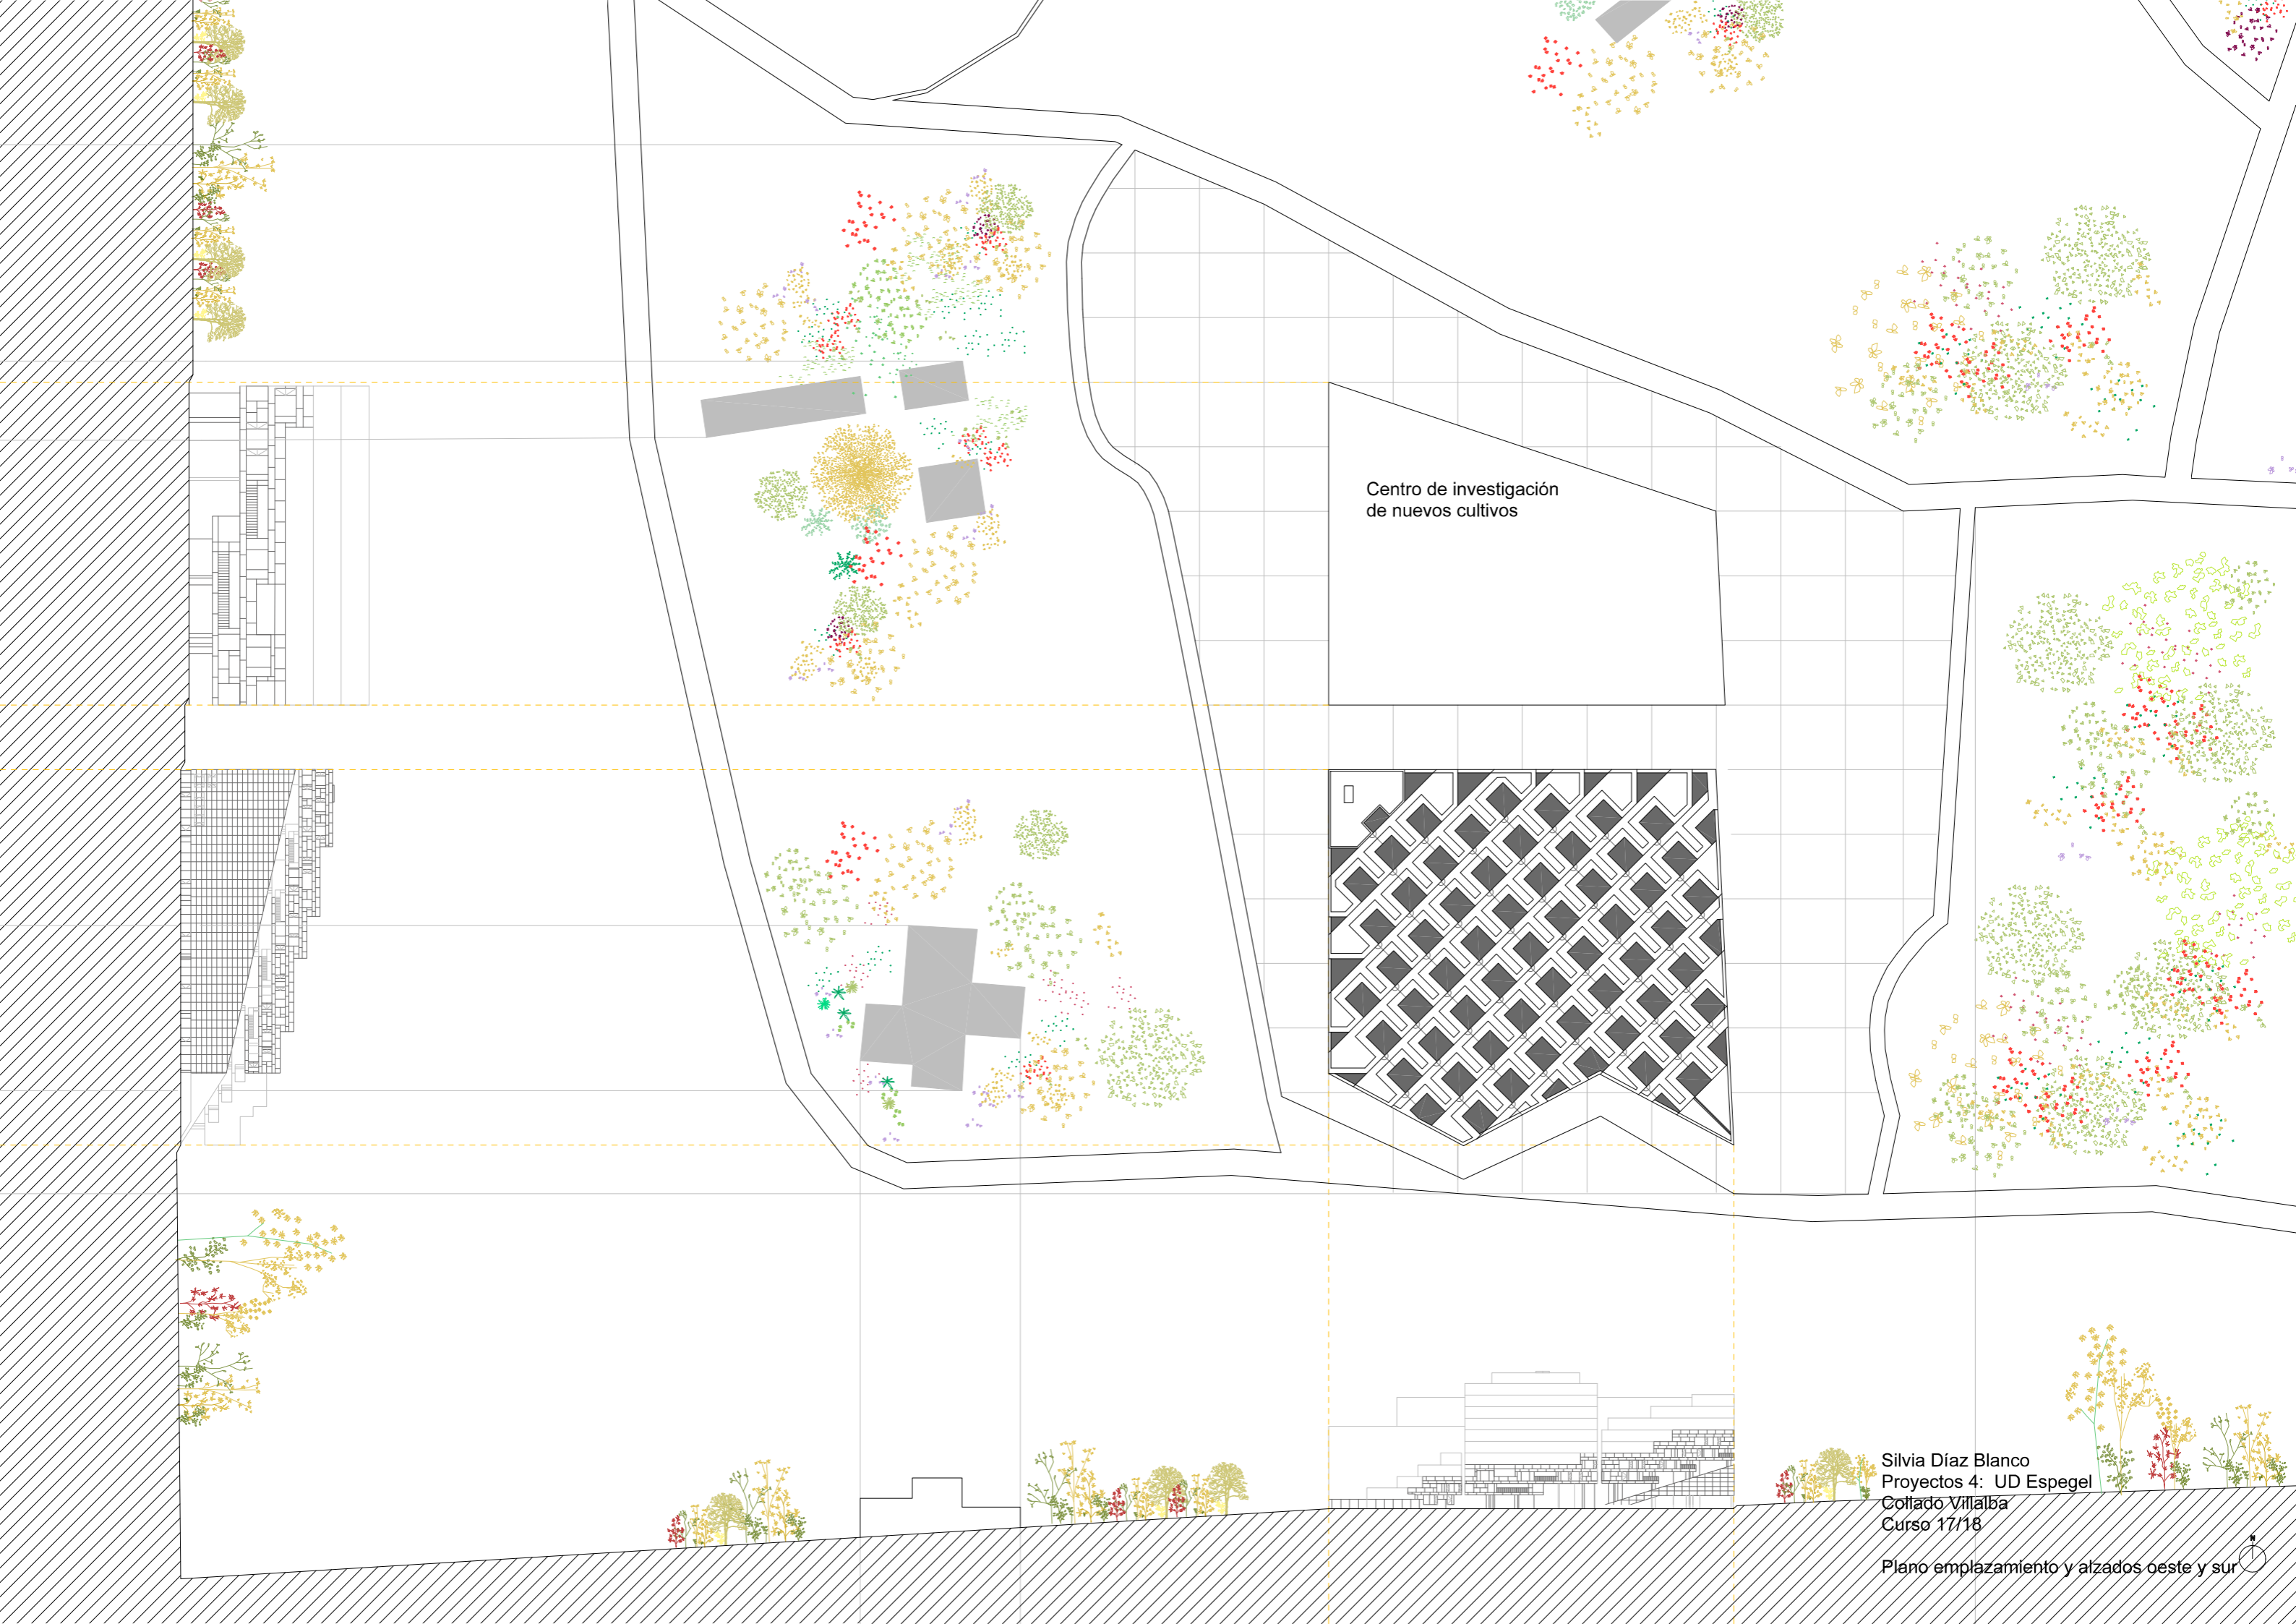 Centro de investigación
de nuevos cultivos
Silvia Díaz Blanco
Proyectos 4: UD Espegel
Collado Villalba
Curso 17/18
N
Plano emplazamiento y alzados oeste y sur